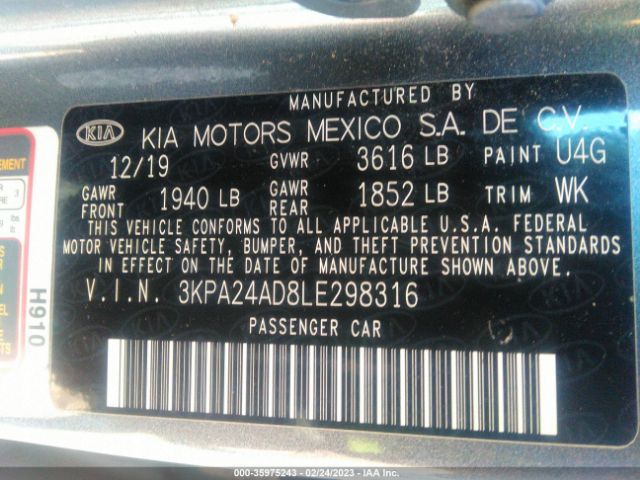 MANUFACTURED BY
KIA KIA MOTORS MEXICO S.A. DE C.V.
12/19 GVWR 3616 LB PAINT U4G
GAWR FRONT 1940 LB GAWR REAR 1852 LB TRIM WK
THIS VEHICLE CONFORMS TO ALL APPLICABLE U.S.A. FEDERAL
MOTOR VEHICLE SAFETY, BUMPER, AND THEFT PREVENTION STANDARDS
IN EFFECT ON THE DATE OF MANUFACTURE SHOWN ABOVE.
V.I.N. 3KPA24AD8LE298316
PASSENGER CAR
H910
000-35975243 - 02/24/2023 - IAA Inc.